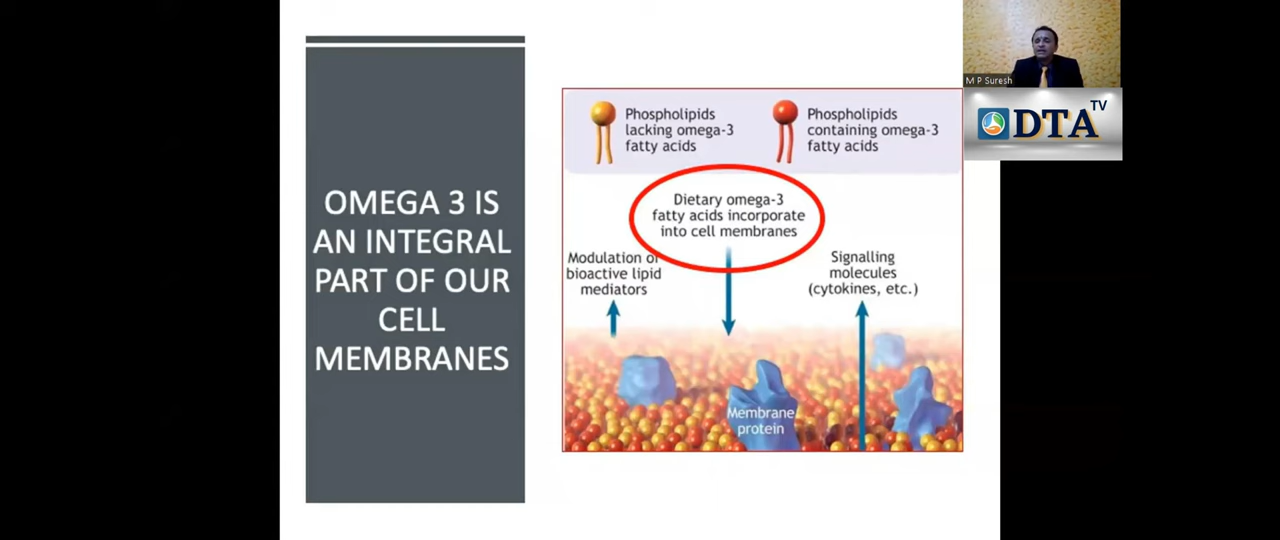 OMEGA 3 IS
AN INTEGRAL
PART OF OUR
CELL
MEMBRANES
Phospholipids
lacking omega-3
fatty acids
Phospholipids
containing omega-3
fatty acids
Dietary omega-3
fatty acids incorporate
into cell membranes
Modulation of
bioactive lipid
mediators
Signalling
molecules
(cytokines, etc.)
Membrane
protein
M P Suresh
DTA TV